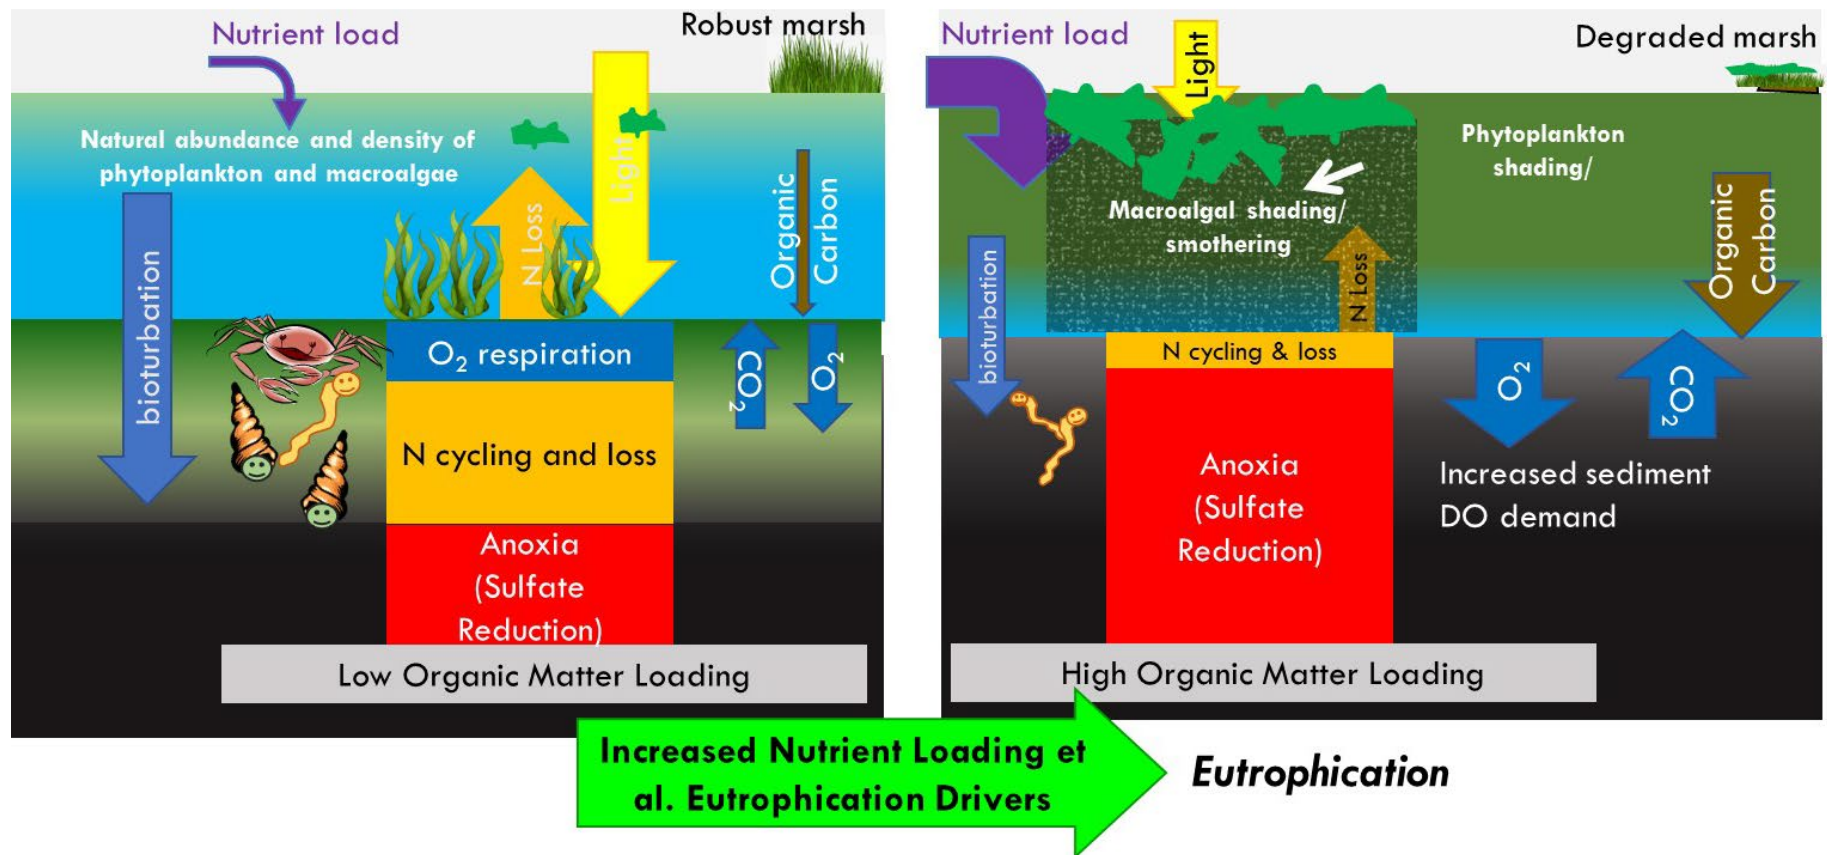 Nutrient load
Robust marsh
Natural abundance and density of
phytoplankton and macroalgae
Light
N Loss
Organic
Carbon
bioturbation
O₂ respiration
CO₂
O₂
N cycling and loss
Anoxia
(Sulfate
Reduction)
Low Organic Matter Loading
Nutrient load
Light
Degraded marsh
Phytoplankton
shading/
Macroalgal shading/
smothering
Organic
Carbon
bioturbation
N Loss
N cycling & loss
O₂
CO₂
Anoxia
(Sulfate
Reduction)
Increased sediment
DO demand
High Organic Matter Loading
Increased Nutrient Loading et
al. Eutrophication Drivers
Eutrophication